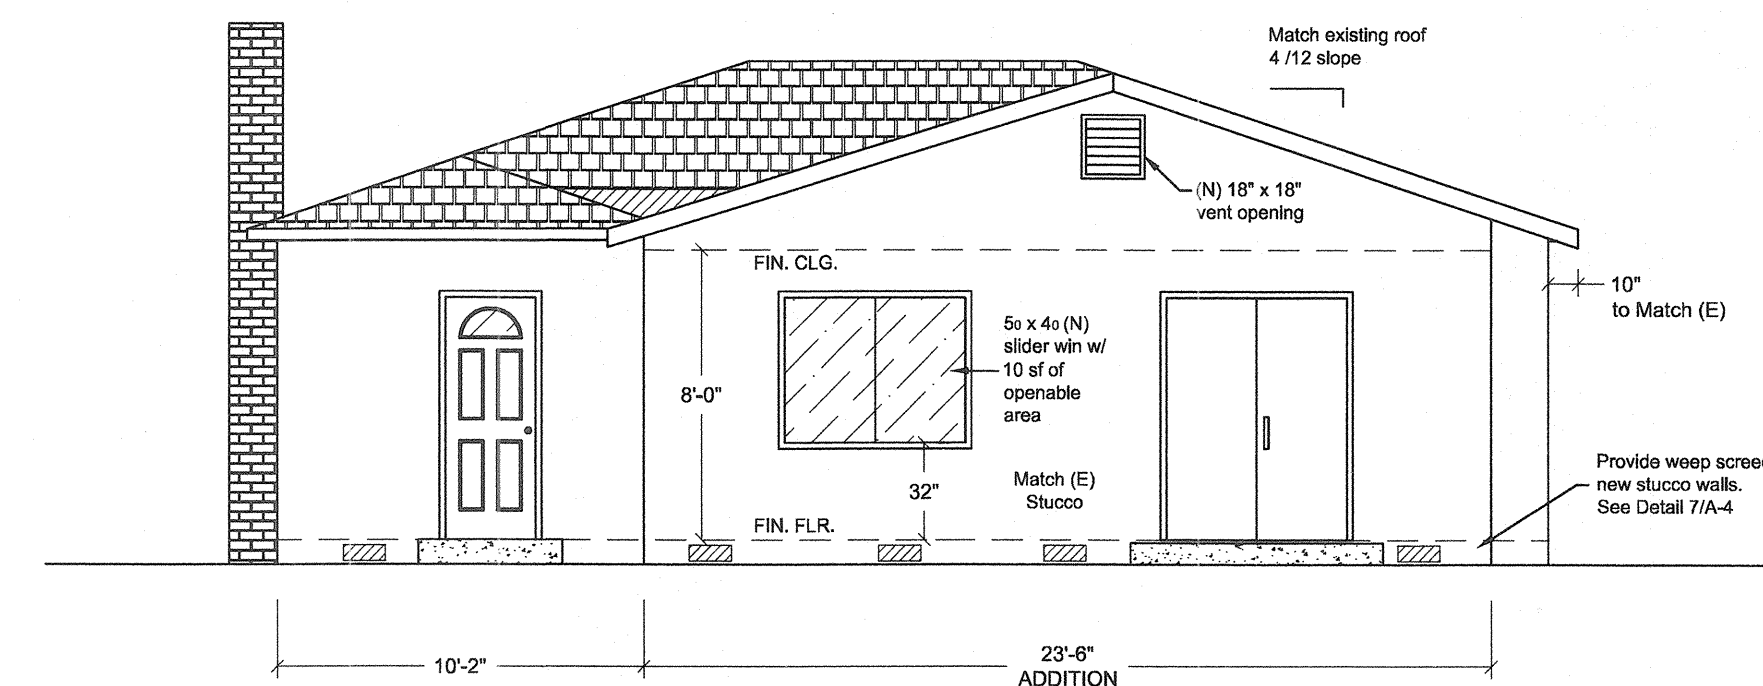 Match existing roof
4 /12 slope
(N) 18" x 18"
vent opening
FIN. CLG.
10"
to Match (E)
50 x 40 (N)
slider win w/
10 sf of
openable
area
8'-0"
32"
Match (E)
Stucco
Provide weep screed
new stucco walls.
See Detail 7/A-4
FIN. FLR.
10'-2"
23'-6"
ADDITION